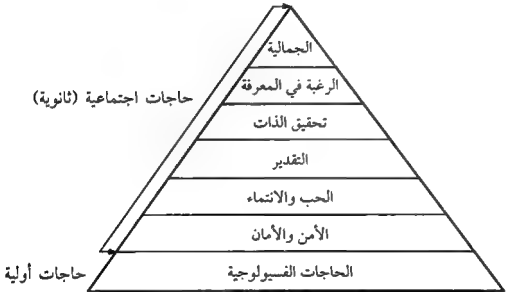 الجمالية
الرغبة في المعرفة
حاجات اجتماعية (ثانوية)
تحقيق الذات
التقدير
الحب والانتماء
الأمن والأمان
الحاجات الفسيولوجية
حاجات أولية